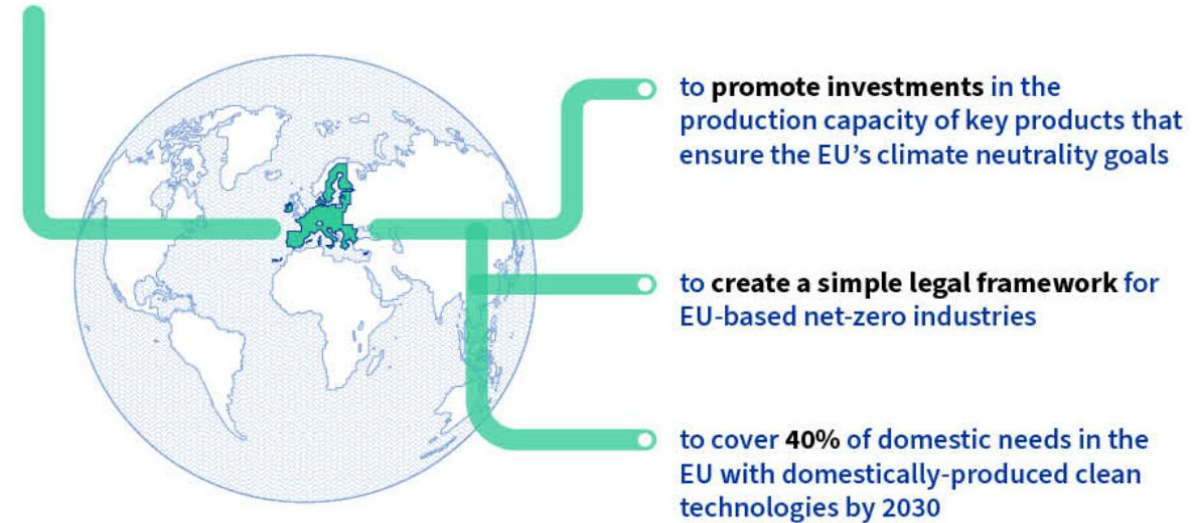 to promote investments in the
production capacity of key products that
ensure the EU’s climate neutrality goals
to create a simple legal framework for
EU-based net-zero industries
to cover 40% of domestic needs in the
EU with domestically-produced clean
technologies by 2030